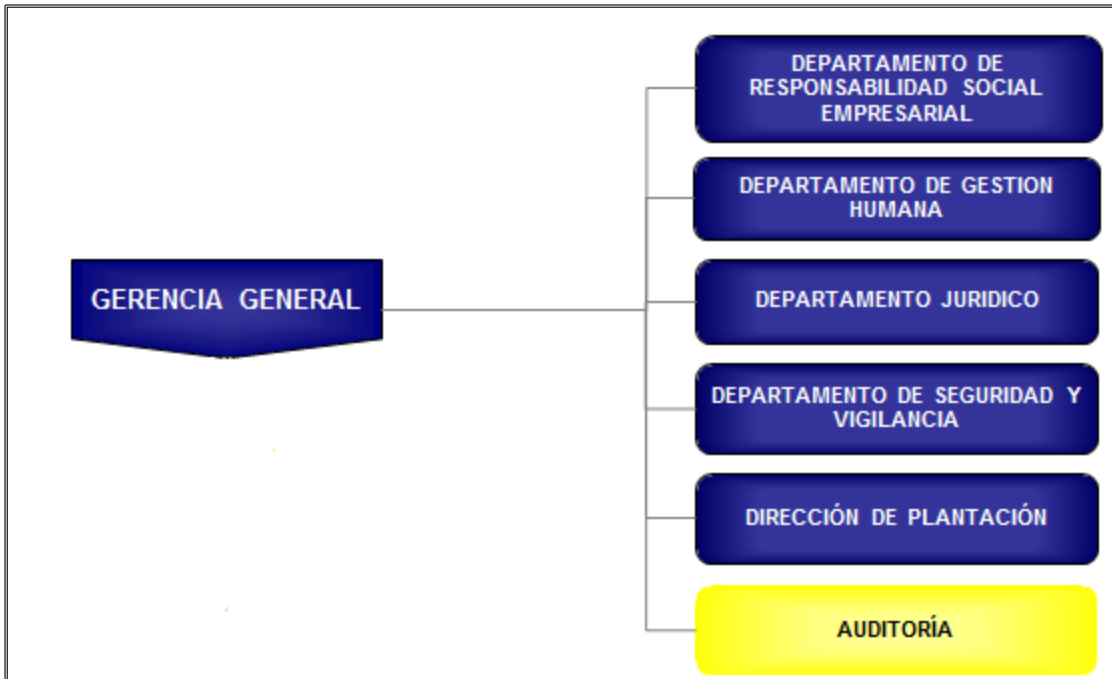 GERENCIA GENERAL
DEPARTAMENTO DE
RESPONSABILIDAD SOCIAL
EMPRESARIAL
DEPARTAMENTO DE GESTION
HUMANA
DEPARTAMENTO JURIDICO
DEPARTAMENTO DE SEGURIDAD Y
VIGILANCIA
DIRECCIÓN DE PLANTACIÓN
AUDITORÍA